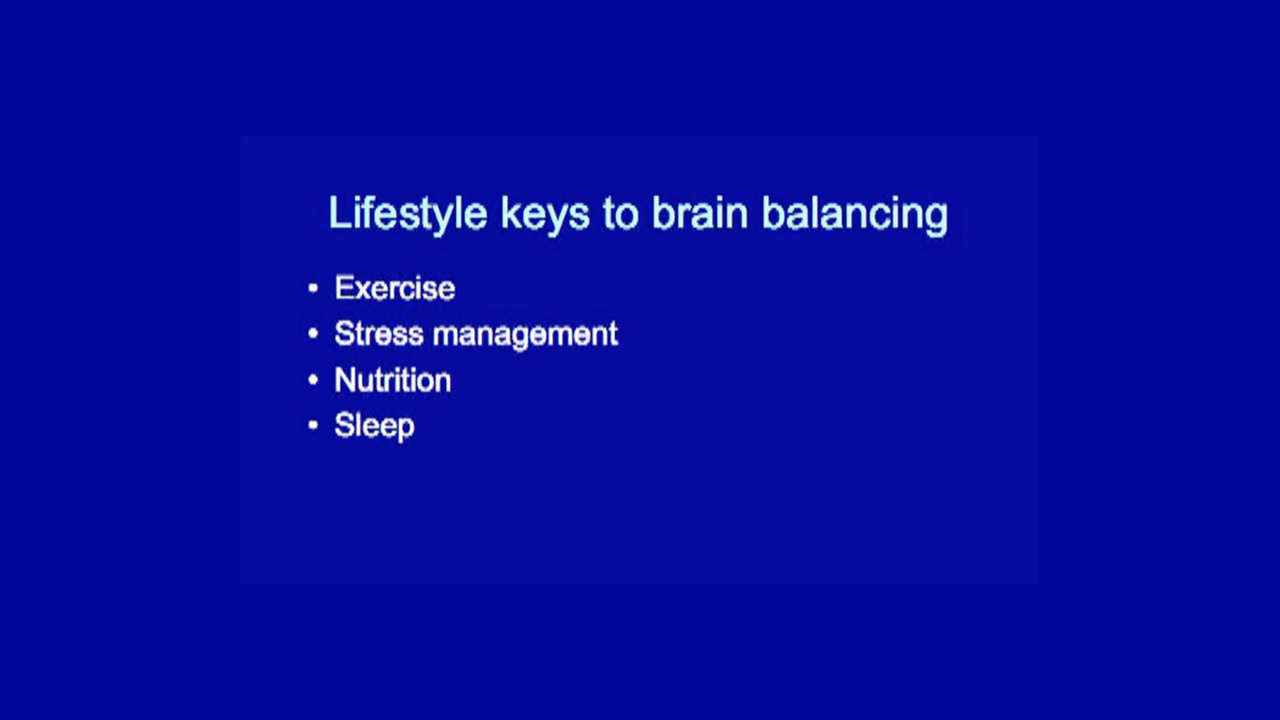 Lifestyle keys to brain balancing
• Exercise
• Stress management
• Nutrition
• Sleep